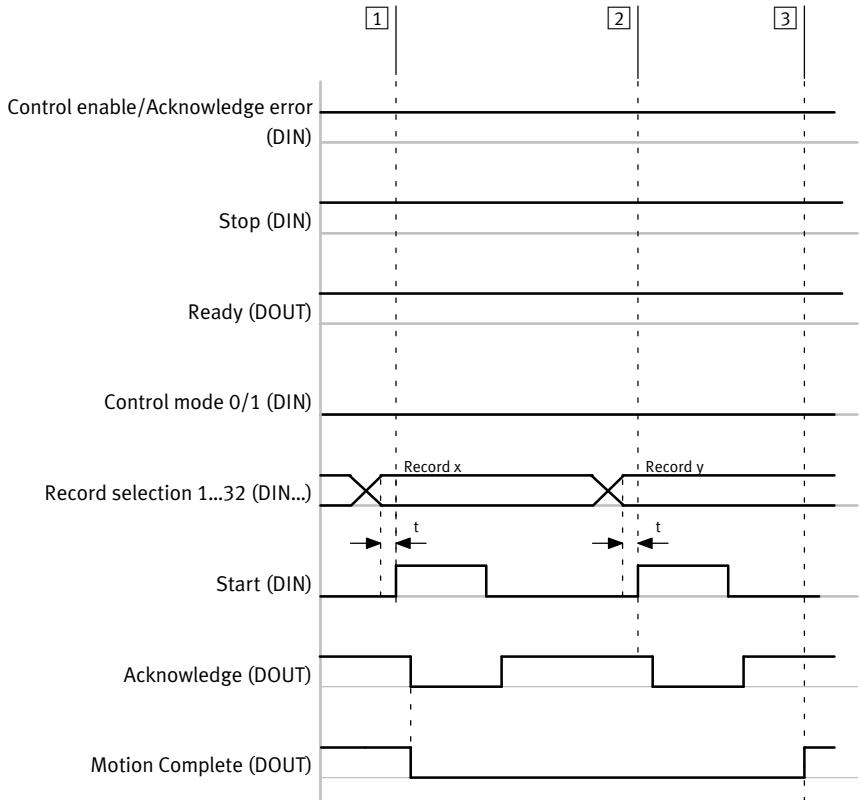 1
2
3
Control enable/Acknowledge error
(DIN)
Stop (DIN)
Ready (DOUT)
Control mode 0/1 (DIN)
Record selection 1...32 (DIN...)
Record x
Record y
t
t
Start (DIN)
Acknowledge (DOUT)
Motion Complete (DOUT)